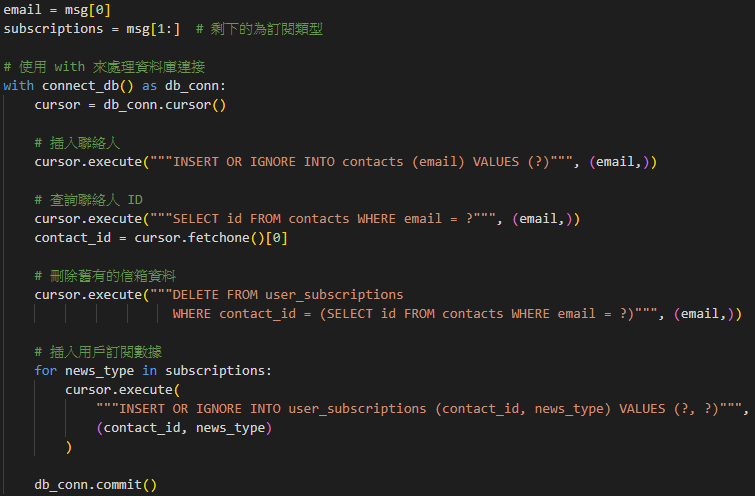 email = msg[0]
subscriptions = msg[1:]  # 剩下的為訂閱類型
# 使用 with 來處理資料庫連接
with connect_db() as db_conn:
    cursor = db_conn.cursor()
    # 插入聯絡人
    cursor.execute("""INSERT OR IGNORE INTO contacts (email) VALUES (?)""", (email,))
    # 查詢聯絡人 ID
    cursor.execute("""SELECT id FROM contacts WHERE email = ?""", (email,))
    contact_id = cursor.fetchone()[0]
    # 刪除舊有的信箱資料
    cursor.execute("""DELETE FROM user_subscriptions
                      WHERE contact_id = (SELECT id FROM contacts WHERE email = ?)""", (email,))
    # 插入用戶訂閱數據
    for news_type in subscriptions:
        cursor.execute(
            """INSERT OR IGNORE INTO user_subscriptions (contact_id, news_type) VALUES (?, ?)""",
            (contact_id, news_type)
        )
    db_conn.commit()